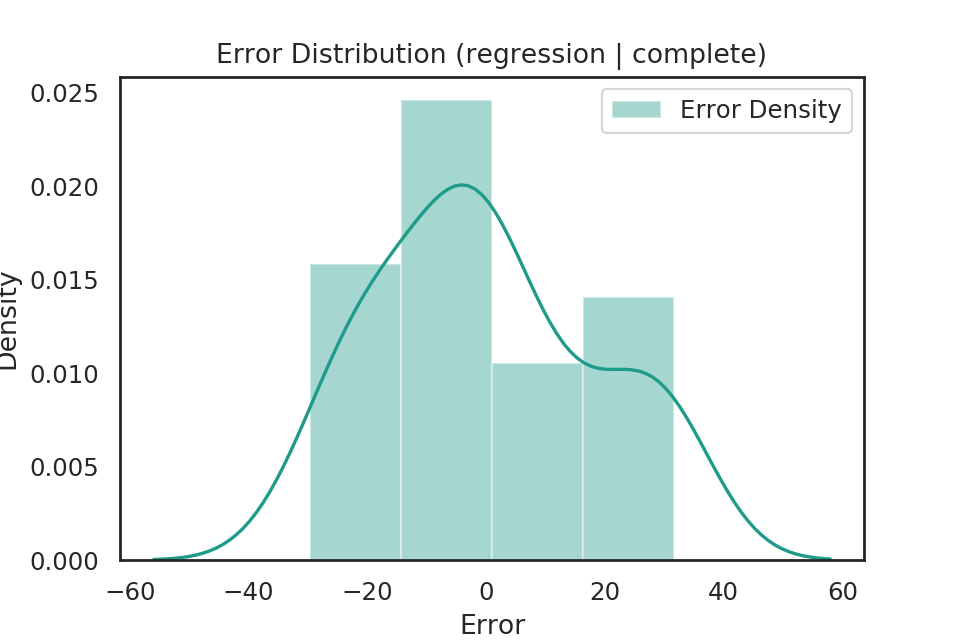 Error Distribution (regression | complete)
Error Density
0.025
0.020
0.015
0.010
0.005
0.000
Density
−60 −40 −20 0 20 40 60
Error